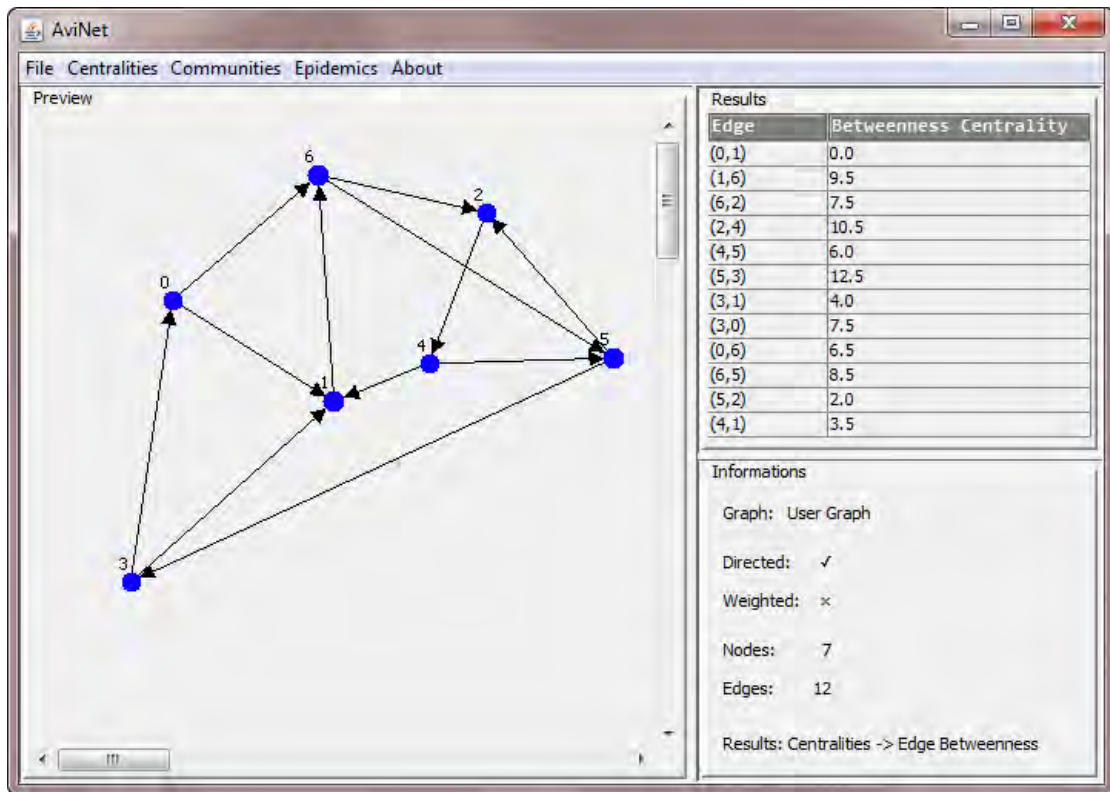 AviNet
File Centralities Communities Epidemics About
Preview
6
2
0
4
5
1
3
Results
Edge Betweenness Centrality
(0,1) 0.0
(1,6) 9.5
(6,2) 7.5
(2,4) 10.5
(4,5) 6.0
(5,3) 12.5
(3,1) 4.0
(3,0) 7.5
(0,6) 6.5
(6,5) 8.5
(5,2) 2.0
(4,1) 3.5
Informations
Graph: User Graph
Directed: ✓
Weighted: ×
Nodes: 7
Edges: 12
Results: Centralities -> Edge Betweenness